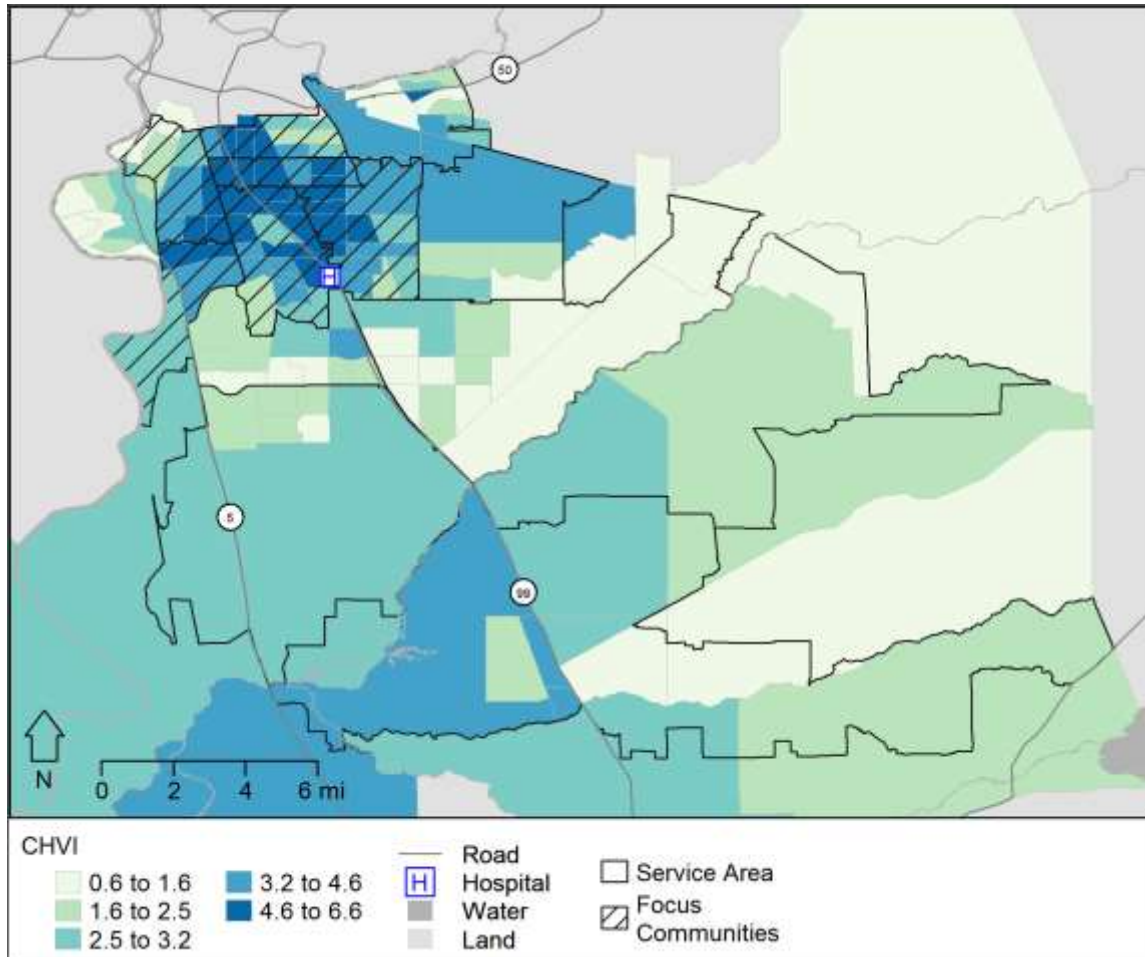 50
H
5
99
N
0 2 4 6 mi
CHVI
0.6 to 1.6
1.6 to 2.5
2.5 to 3.2
3.2 to 4.6
4.6 to 6.6
Road
H Hospital
Water
Land
Service Area
Focus
Communities